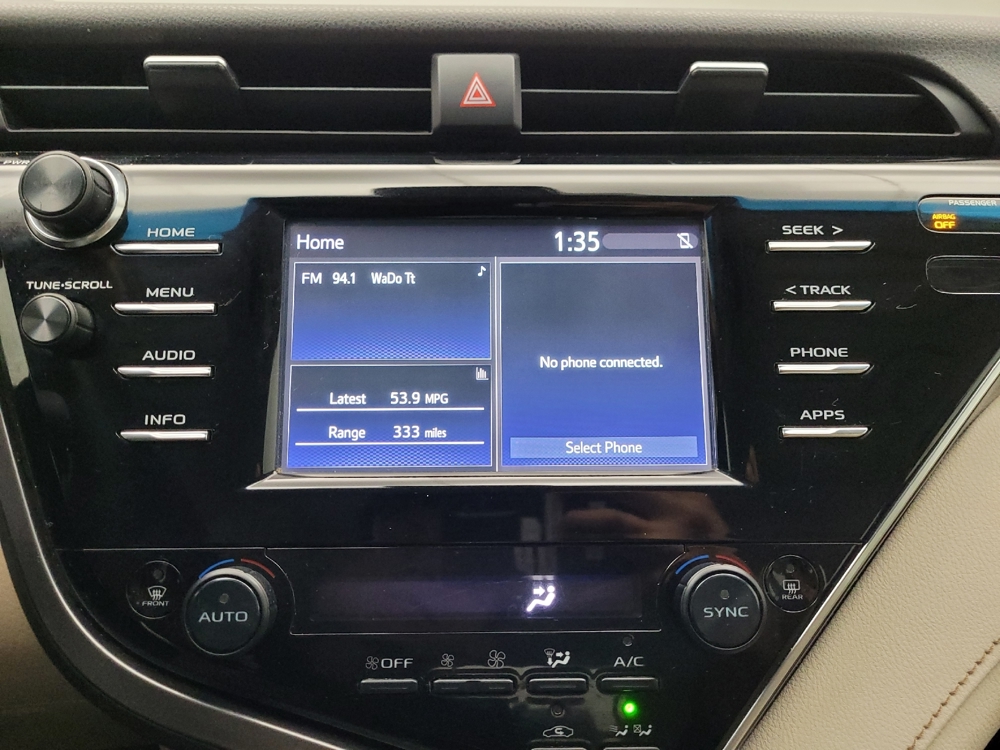 PWR
PASSENGER
AIRBAG
OFF
HOME
Home
1:35
SEEK >
TUNE•SCROLL
MENU
FM 94.1 WaDo Tt
< TRACK
AUDIO
No phone connected.
PHONE
Latest 53.9 MPG
INFO
Range 333 miles
Select Phone
APPS
FRONT
AUTO
SYNC
REAR
OFF
A/C